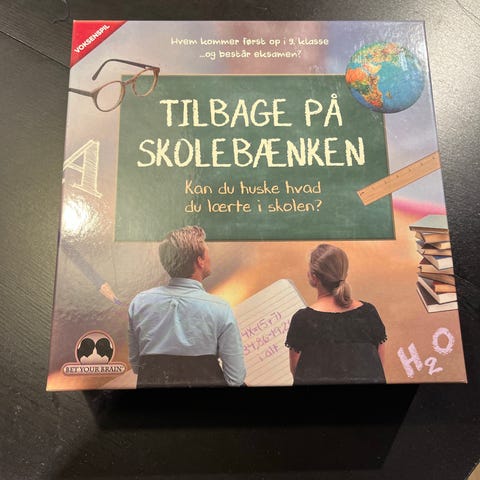 VOKSENSPIL
Hvem kommer først op i 9. klasse
...og består eksamen?
TILBAGE PÅ
SKOLEBÆNKEN
Kan du huske hvad
du lærte i skolen?
A
BET YOUR BRAIN
H2O